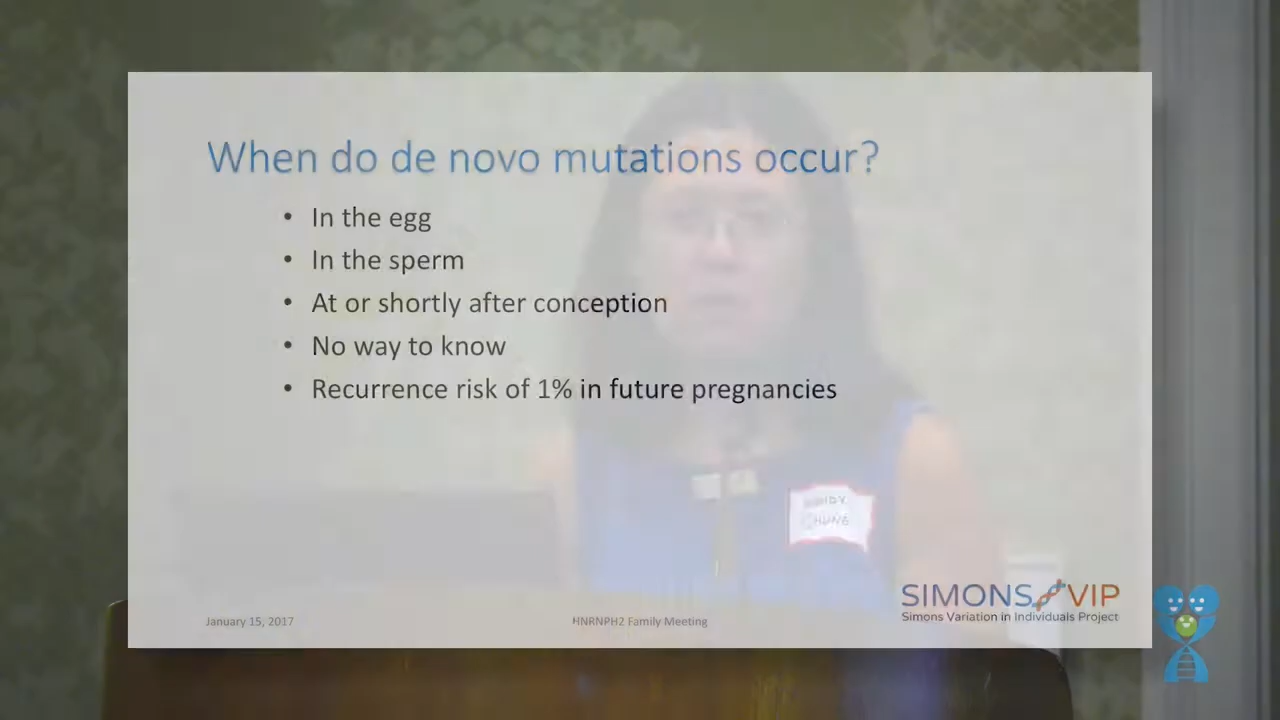 When do de novo mutations occur?
• In the egg
• In the sperm
• At or shortly after conception
• No way to know
• Recurrence risk of 1% in future pregnancies
CHUNG
SIMONS VIP
Simons Variation in Individuals Project
January 15, 2017
HNRNPH2 Family Meeting